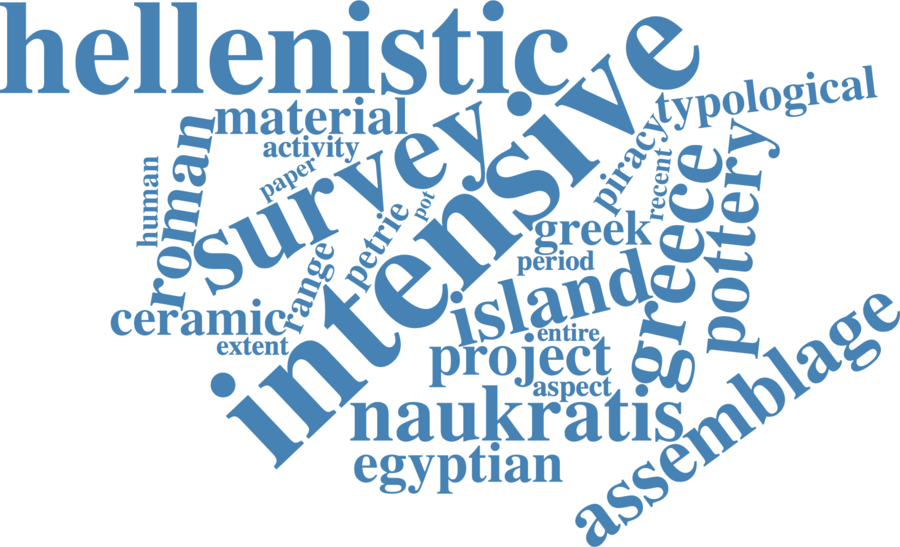 hellenistic
intensive
material
typological
survey
activity
piracy
paper
human
roman
recent
pot
petrie
greece
pottery
greek
period
range
island
ceramic
entire
extent
project
aspect
assemblage
naukratis
egyptian